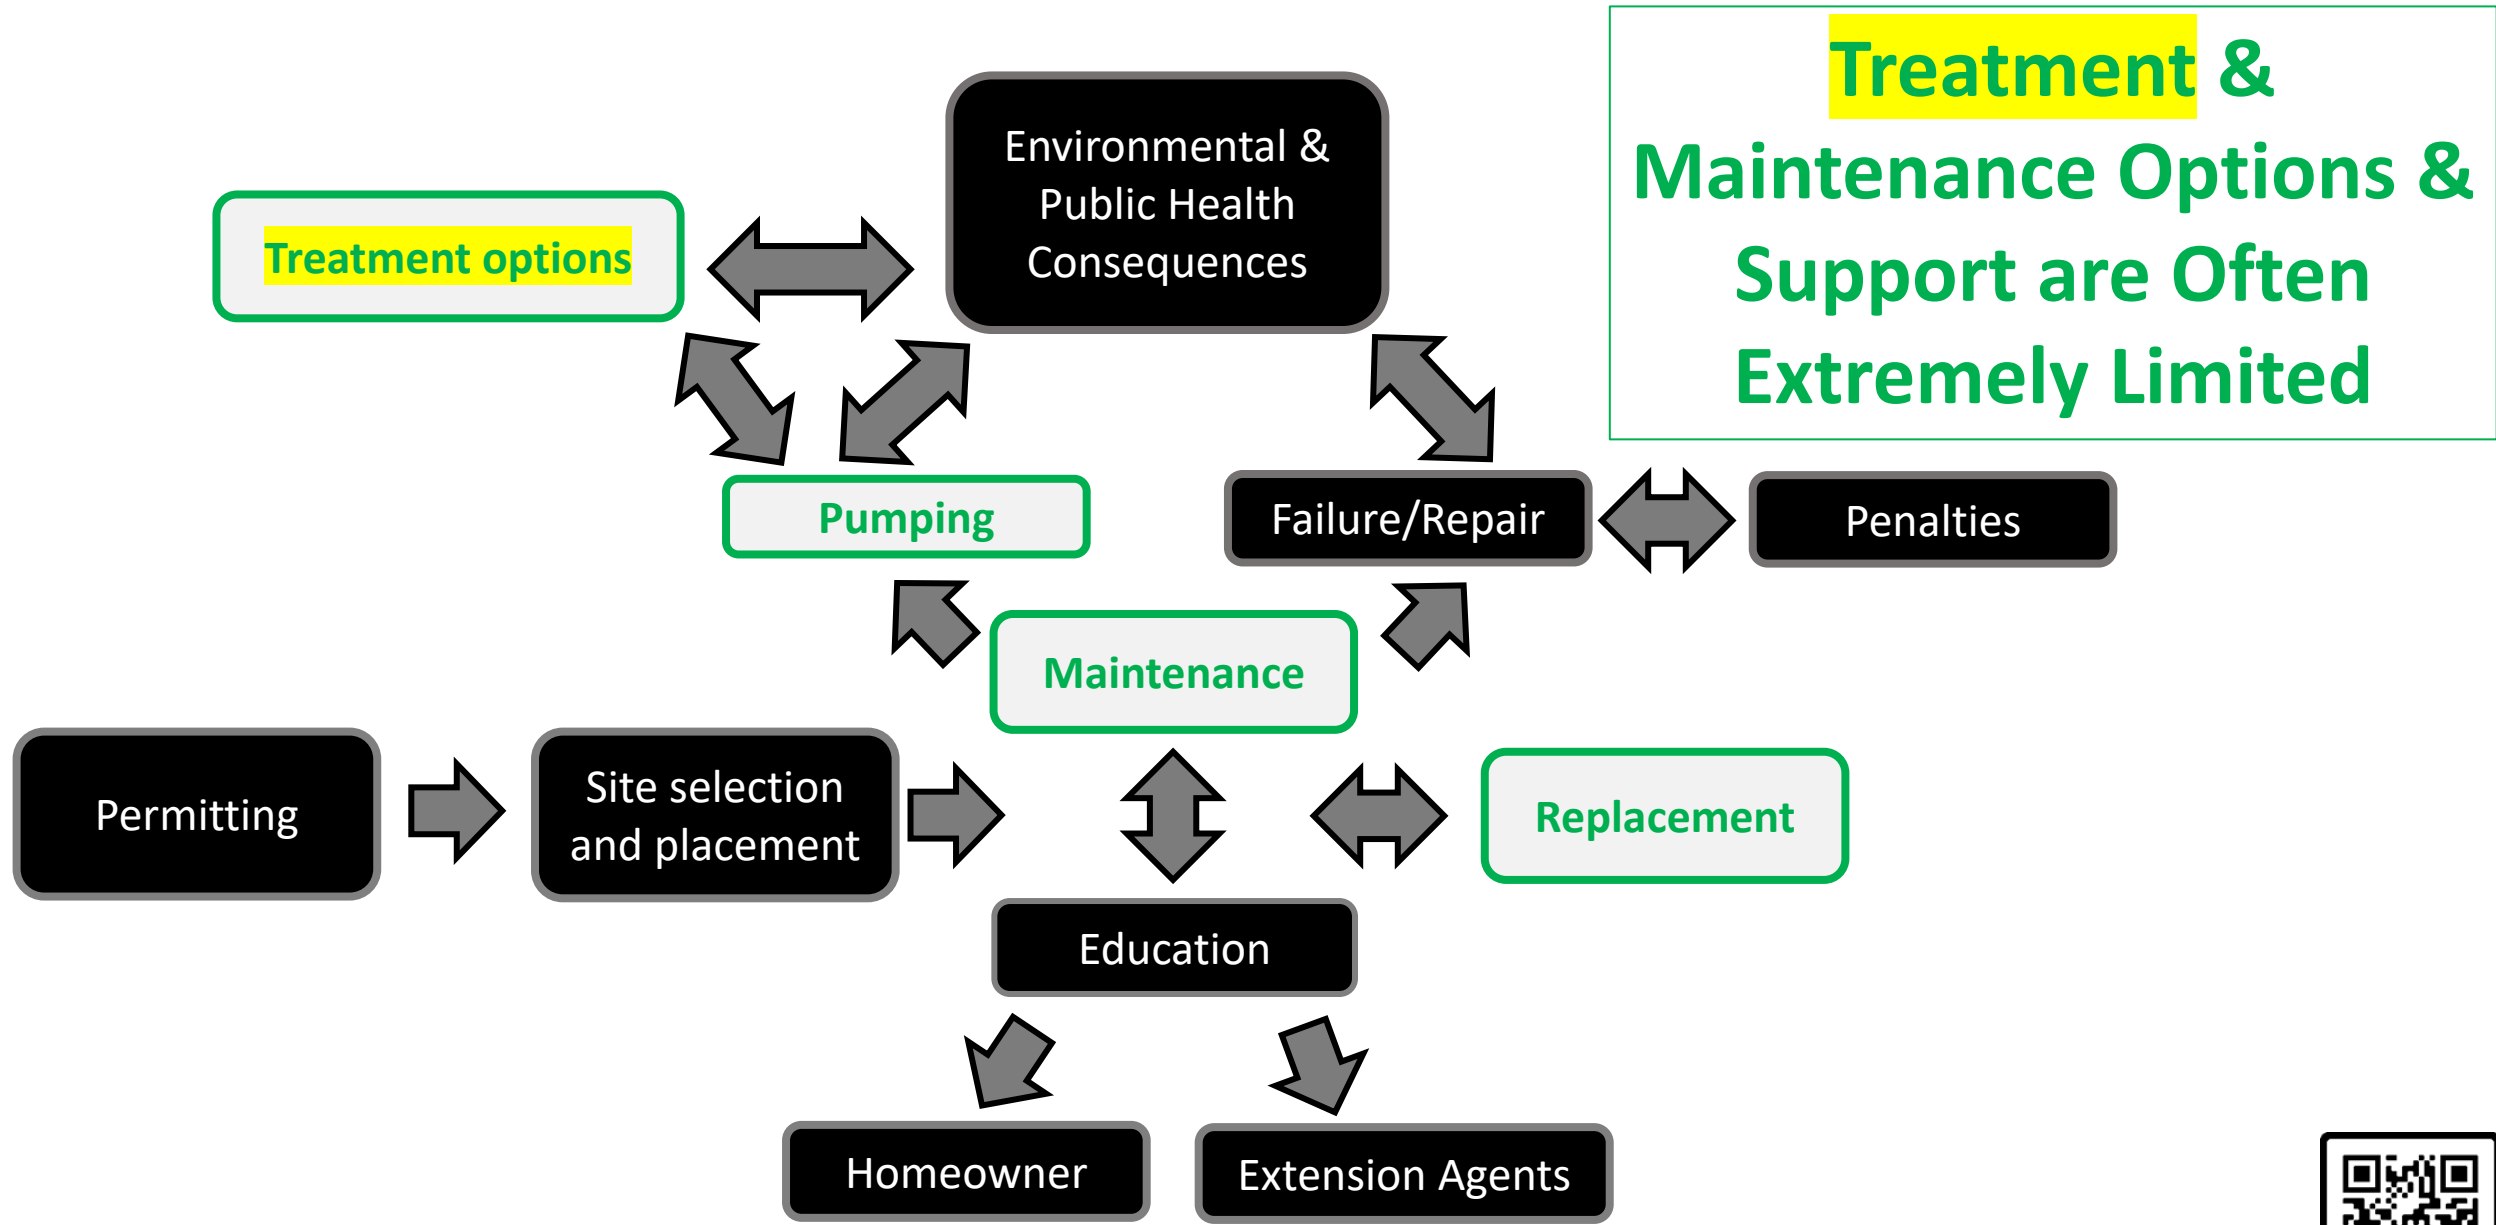 Treatment &
Maintenance Options &
Support are Often
Extremely Limited
Environmental &
Public Health
Consequences
Treatment options
Pumping
Failure/Repair
Penalties
Maintenance
Permitting
Site selection
and placement
Replacement
Education
Homeowner
Extension Agents